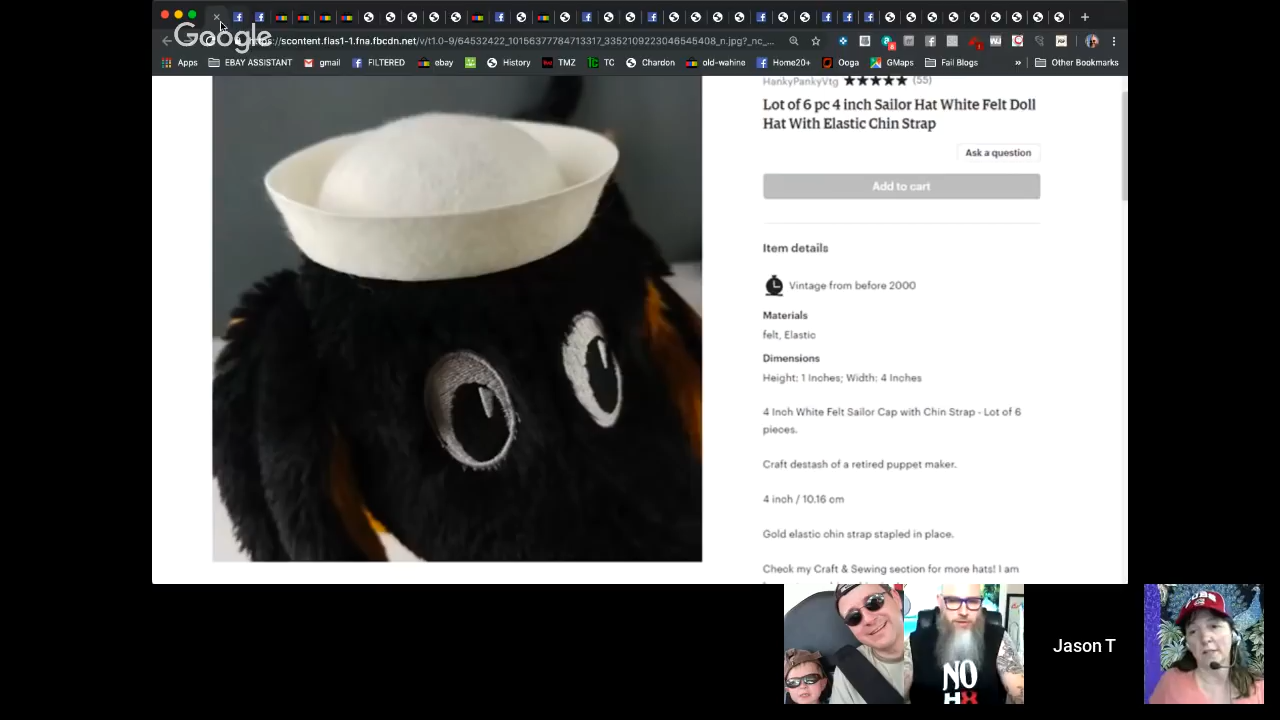 Google
https://scontent.flas1-1.fna.fbcdn.net/v/t1.0-9/64532422_10156377784713317_3352109223046545408_n.jpg?_nc_...
Apps EBAY ASSISTANT gmail FILTERED ebay History TMZ TC Chardon old-wahine Home20+ Ooga GMaps Fail Blogs » Other Bookmarks
HankyPankyVtg ★★★★★ (55)
Lot of 6 pc 4 inch Sailor Hat White Felt Doll
Hat With Elastic Chin Strap
Ask a question
Add to cart
Item details
Vintage from before 2000
Materials
felt, Elastic
Dimensions
Height: 1 Inches; Width: 4 Inches
4 Inch White Felt Sailor Cap with Chin Strap - Lot of 6
pieces.
Craft destash of a retired puppet maker.
4 inch / 10.16 cm
Gold elastic chin strap stapled in place.
Check my Craft & Sewing section for more hats! I am
NO
HX
Jason T